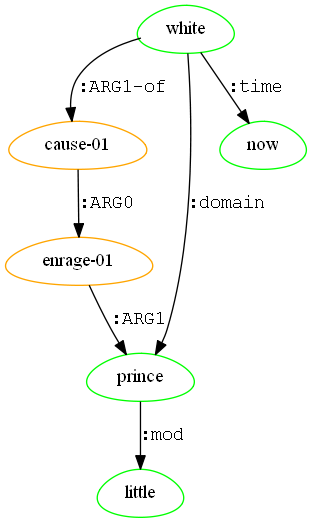 white
:ARG1-of
:time
cause-01
now
:ARG0
:domain
enrage-01
:ARG1
prince
:mod
little